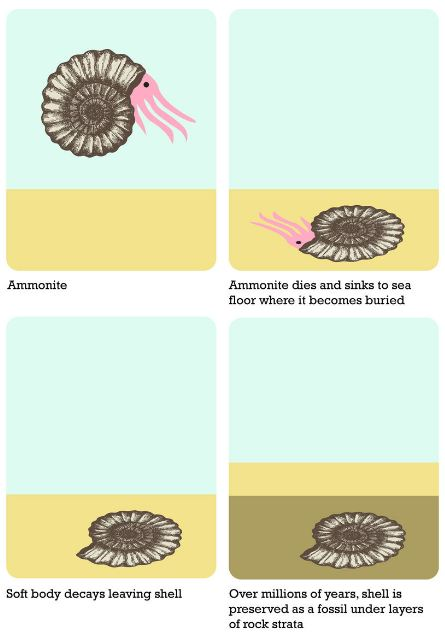 Ammonite
Ammonite dies and sinks to sea
floor where it becomes buried
Soft body decays leaving shell
Over millions of years, shell is
preserved as a fossil under layers
of rock strata